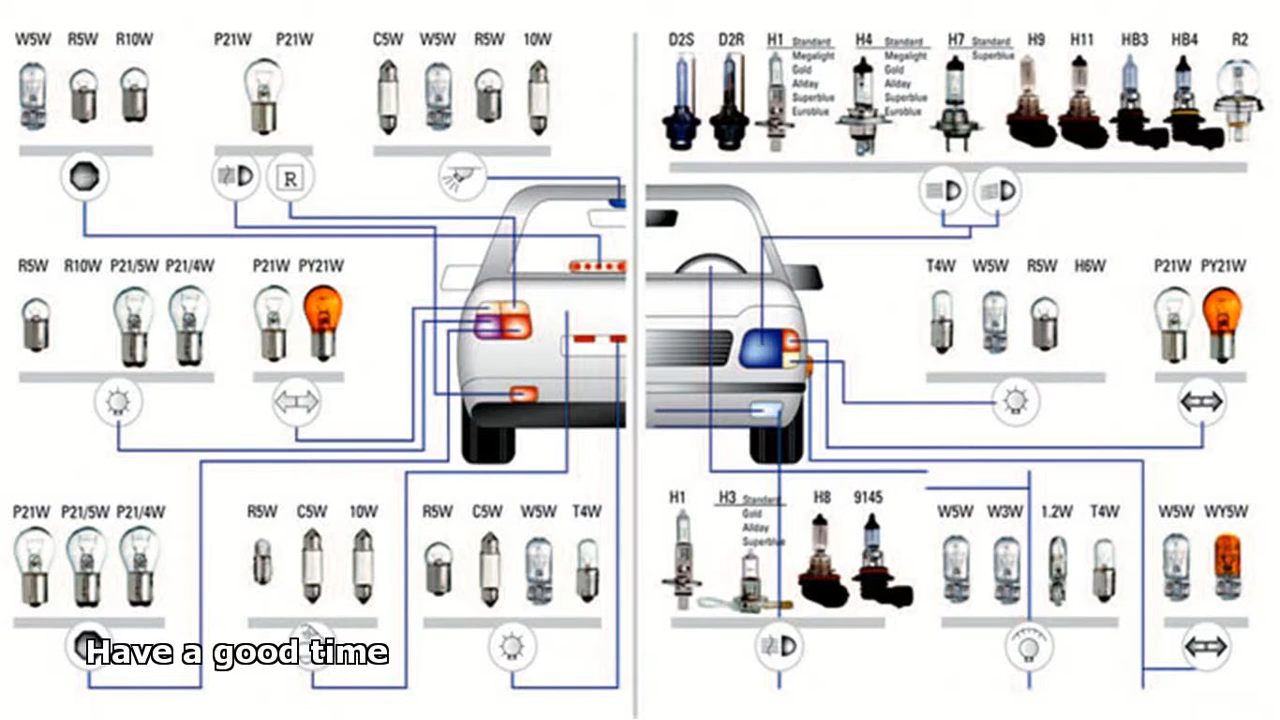 W5W R5W R10W
P21W P21W
C5W W5W R5W 10W
D2S D2R H1 Standard H4 Standard H7 Standard H9 H11 HB3 HB4 R2
Megalight Megalight Superblue
Gold Gold
Allday Allday
Superblue Superblue
Euroblue Euroblue
R
R5W R10W P21/5W P21/4W
P21W PY21W
T4W W5W R5W H6W
P21W PY21W
P21W P21/5W P21/4W
R5W C5W 10W
R5W C5W W5W T4W
H1 H3 Standard H8 9145
Gold
Allday
Superblue
W5W W3W 1.2W T4W
W5W WY5W
Have a good time